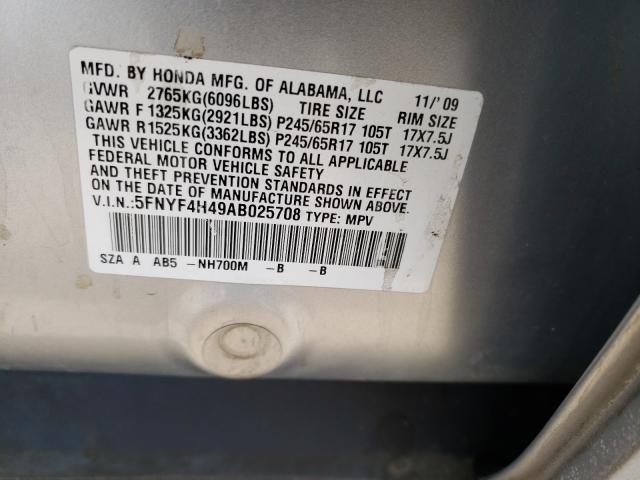 MFD. BY HONDA MFG. OF ALABAMA, LLC 11/'09
GVWR 2765KG(6096LBS) TIRE SIZE RIM SIZE
GAWR F 1325KG(2921LBS) P245/65R17 105T 17X7.5J
GAWR R 1525KG(3362LBS) P245/65R17 105T 17X7.5J
THIS VEHICLE CONFORMS TO ALL APPLICABLE
FEDERAL MOTOR VEHICLE SAFETY
AND THEFT PREVENTION STANDARDS IN EFFECT
ON THE DATE OF MANUFACTURE SHOWN ABOVE.
V.I.N.:5FNYF4H49AB025708 TYPE: MPV
SZA A AB5 -NH700M -B -B